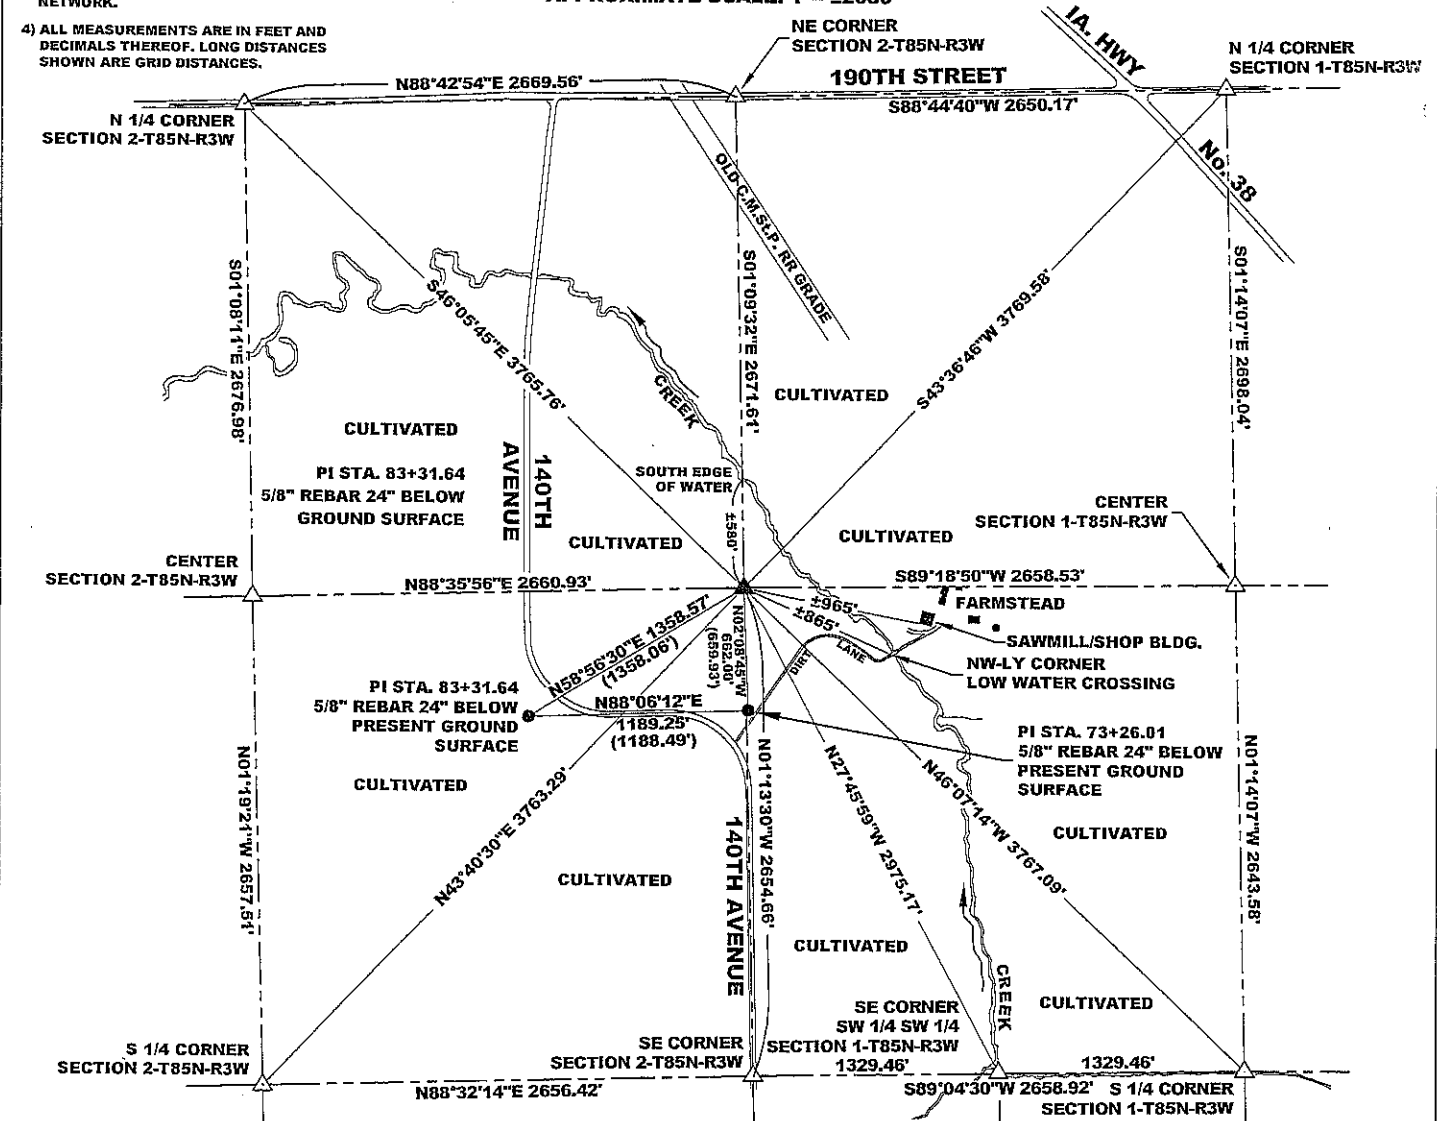 NETWORK.
4) ALL MEASUREMENTS ARE IN FEET AND
DECIMALS THEREOF. LONG DISTANCES
SHOWN ARE GRID DISTANCES.
NE CORNER
SECTION 2-T85N-R3W
IA. HWY
N 1/4 CORNER
SECTION 1-T85N-R3W
N88°42'54"E 2669.56'
190TH STREET
S88°44'40"W 2650.17'
N 1/4 CORNER
SECTION 2-T85N-R3W
No. 38
OLD C.M.St.P. RR GRADE
S01°08'11"E 2676.98'
S46°05'45"E 3765.76'
S01°09'32"E 2671.61'
S43°36'46"W 3769.58'
S01°14'07"E 2698.04'
CREEK
CULTIVATED
CULTIVATED
140TH
AVENUE
PI STA. 83+31.64
5/8" REBAR 24" BELOW
GROUND SURFACE
SOUTH EDGE
OF WATER
±580'
CULTIVATED
CULTIVATED
CENTER
SECTION 1-T85N-R3W
CENTER
SECTION 2-T85N-R3W
N88°35'56"E 2660.93'
S89°18'50"W 2658.53'
FARMSTEAD
±965'
±865'
SAWMILL/SHOP BLDG.
DIRT LANE
NW-LY CORNER
LOW WATER CROSSING
N58°56'30"E 1358.57'
(1358.06')
N02°08'45"W
662.00'
(659.93')
PI STA. 83+31.64
5/8" REBAR 24" BELOW
PRESENT GROUND
SURFACE
N88°06'12"E
1189.25'
(1188.49')
PI STA. 73+26.01
5/8" REBAR 24" BELOW
PRESENT GROUND
SURFACE
N01°19'21"W 2657.51'
CULTIVATED
N43°40'30"E 3763.29'
N01°13'30"W 2654.66'
N27°45'59"W 2975.17'
N46°07'14"W 3767.09'
N01°14'07"W 2643.58'
CULTIVATED
CULTIVATED
140TH AVENUE
CULTIVATED
CREEK
CULTIVATED
SE CORNER
SW 1/4 SW 1/4
SECTION 1-T85N-R3W
1329.46'
1329.46'
S 1/4 CORNER
SECTION 2-T85N-R3W
SE CORNER
SECTION 2-T85N-R3W
N88°32'14"E 2656.42'
S89°04'30"W 2658.92'
S 1/4 CORNER
SECTION 1-T85N-R3W